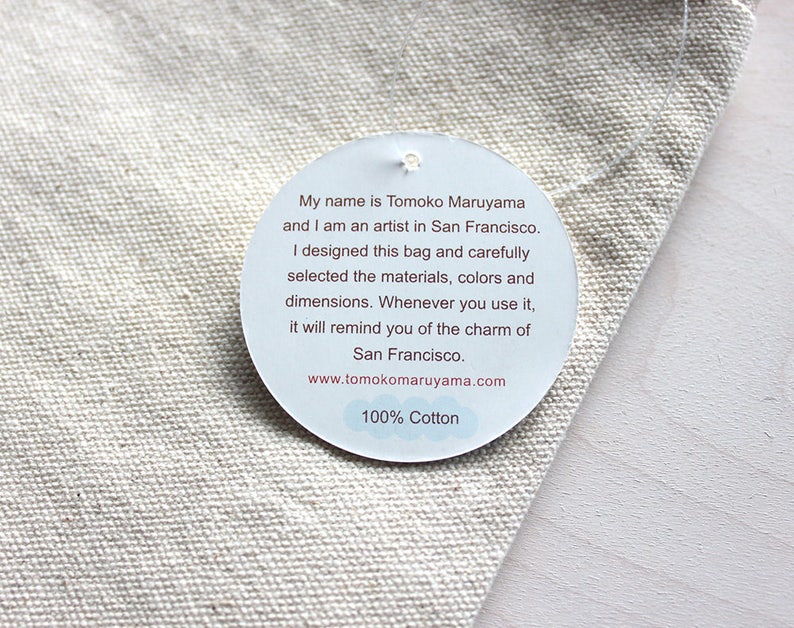 My name is Tomoko Maruyama
and I am an artist in San Francisco.
I designed this bag and carefully
selected the materials, colors and
dimensions. Whenever you use it,
it will remind you of the charm of
San Francisco.
www.tomokomaruyama.com
100% Cotton